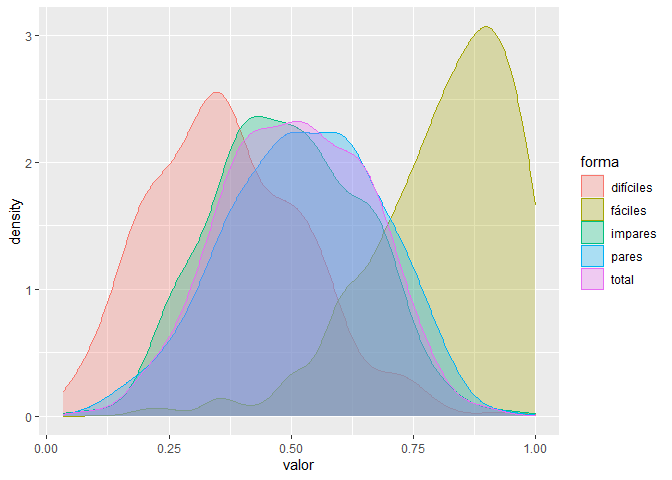 3
2
1
0
density
0.00 0.25 0.50 0.75 1.00
valor
forma
difíciles
fáciles
impares
pares
total